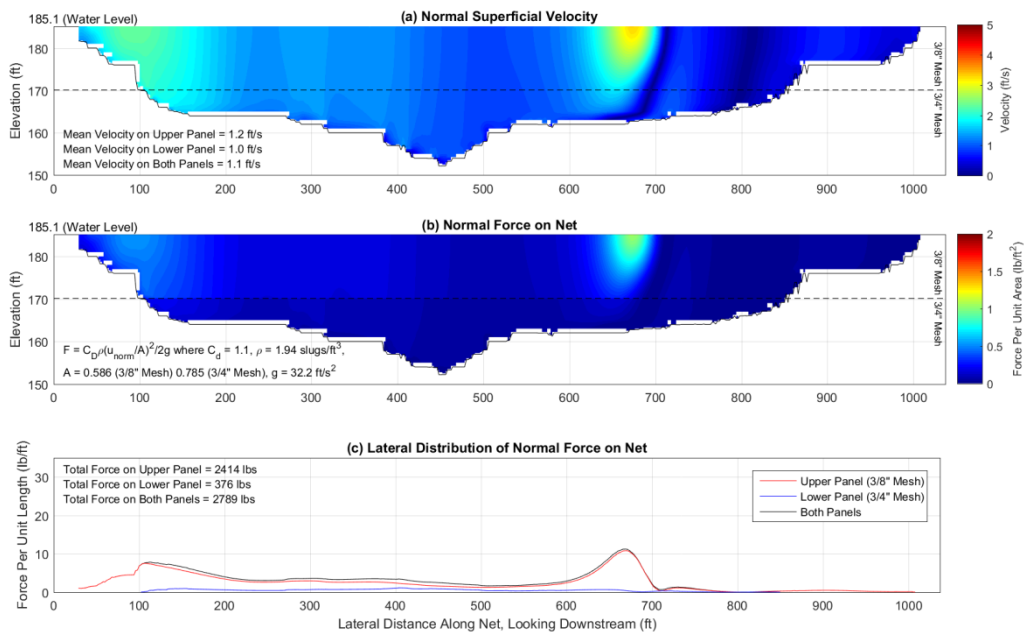 (a) Normal Superficial Velocity
185.1 (Water Level)
180
170
160
150
Elevation (ft)
Mean Velocity on Upper Panel = 1.2 ft/s
Mean Velocity on Lower Panel = 1.0 ft/s
Mean Velocity on Both Panels = 1.1 ft/s
3/8" Mesh
3/4" Mesh
0 100 200 300 400 500 600 700 800 900 1000
5
4
3
2
1
0
Velocity (ft/s)
(b) Normal Force on Net
185.1 (Water Level)
180
170
160
150
Elevation (ft)
F = C_Dρ(u_norm/A)^2/2g where C_d = 1.1, ρ = 1.94 slugs/ft^3,
A = 0.586 (3/8" Mesh) 0.785 (3/4" Mesh), g = 32.2 ft/s^2
3/8" Mesh
3/4" Mesh
0 100 200 300 400 500 600 700 800 900 1000
2
1.5
1
0.5
0
Force Per Unit Area (lb/ft^2)
(c) Lateral Distribution of Normal Force on Net
30
20
10
0
Force Per Unit Length (lb/ft)
Total Force on Upper Panel = 2414 lbs
Total Force on Lower Panel = 376 lbs
Total Force on Both Panels = 2789 lbs
Upper Panel (3/8" Mesh)
Lower Panel (3/4" Mesh)
Both Panels
0 100 200 300 400 500 600 700 800 900 1000
Lateral Distance Along Net, Looking Downstream (ft)